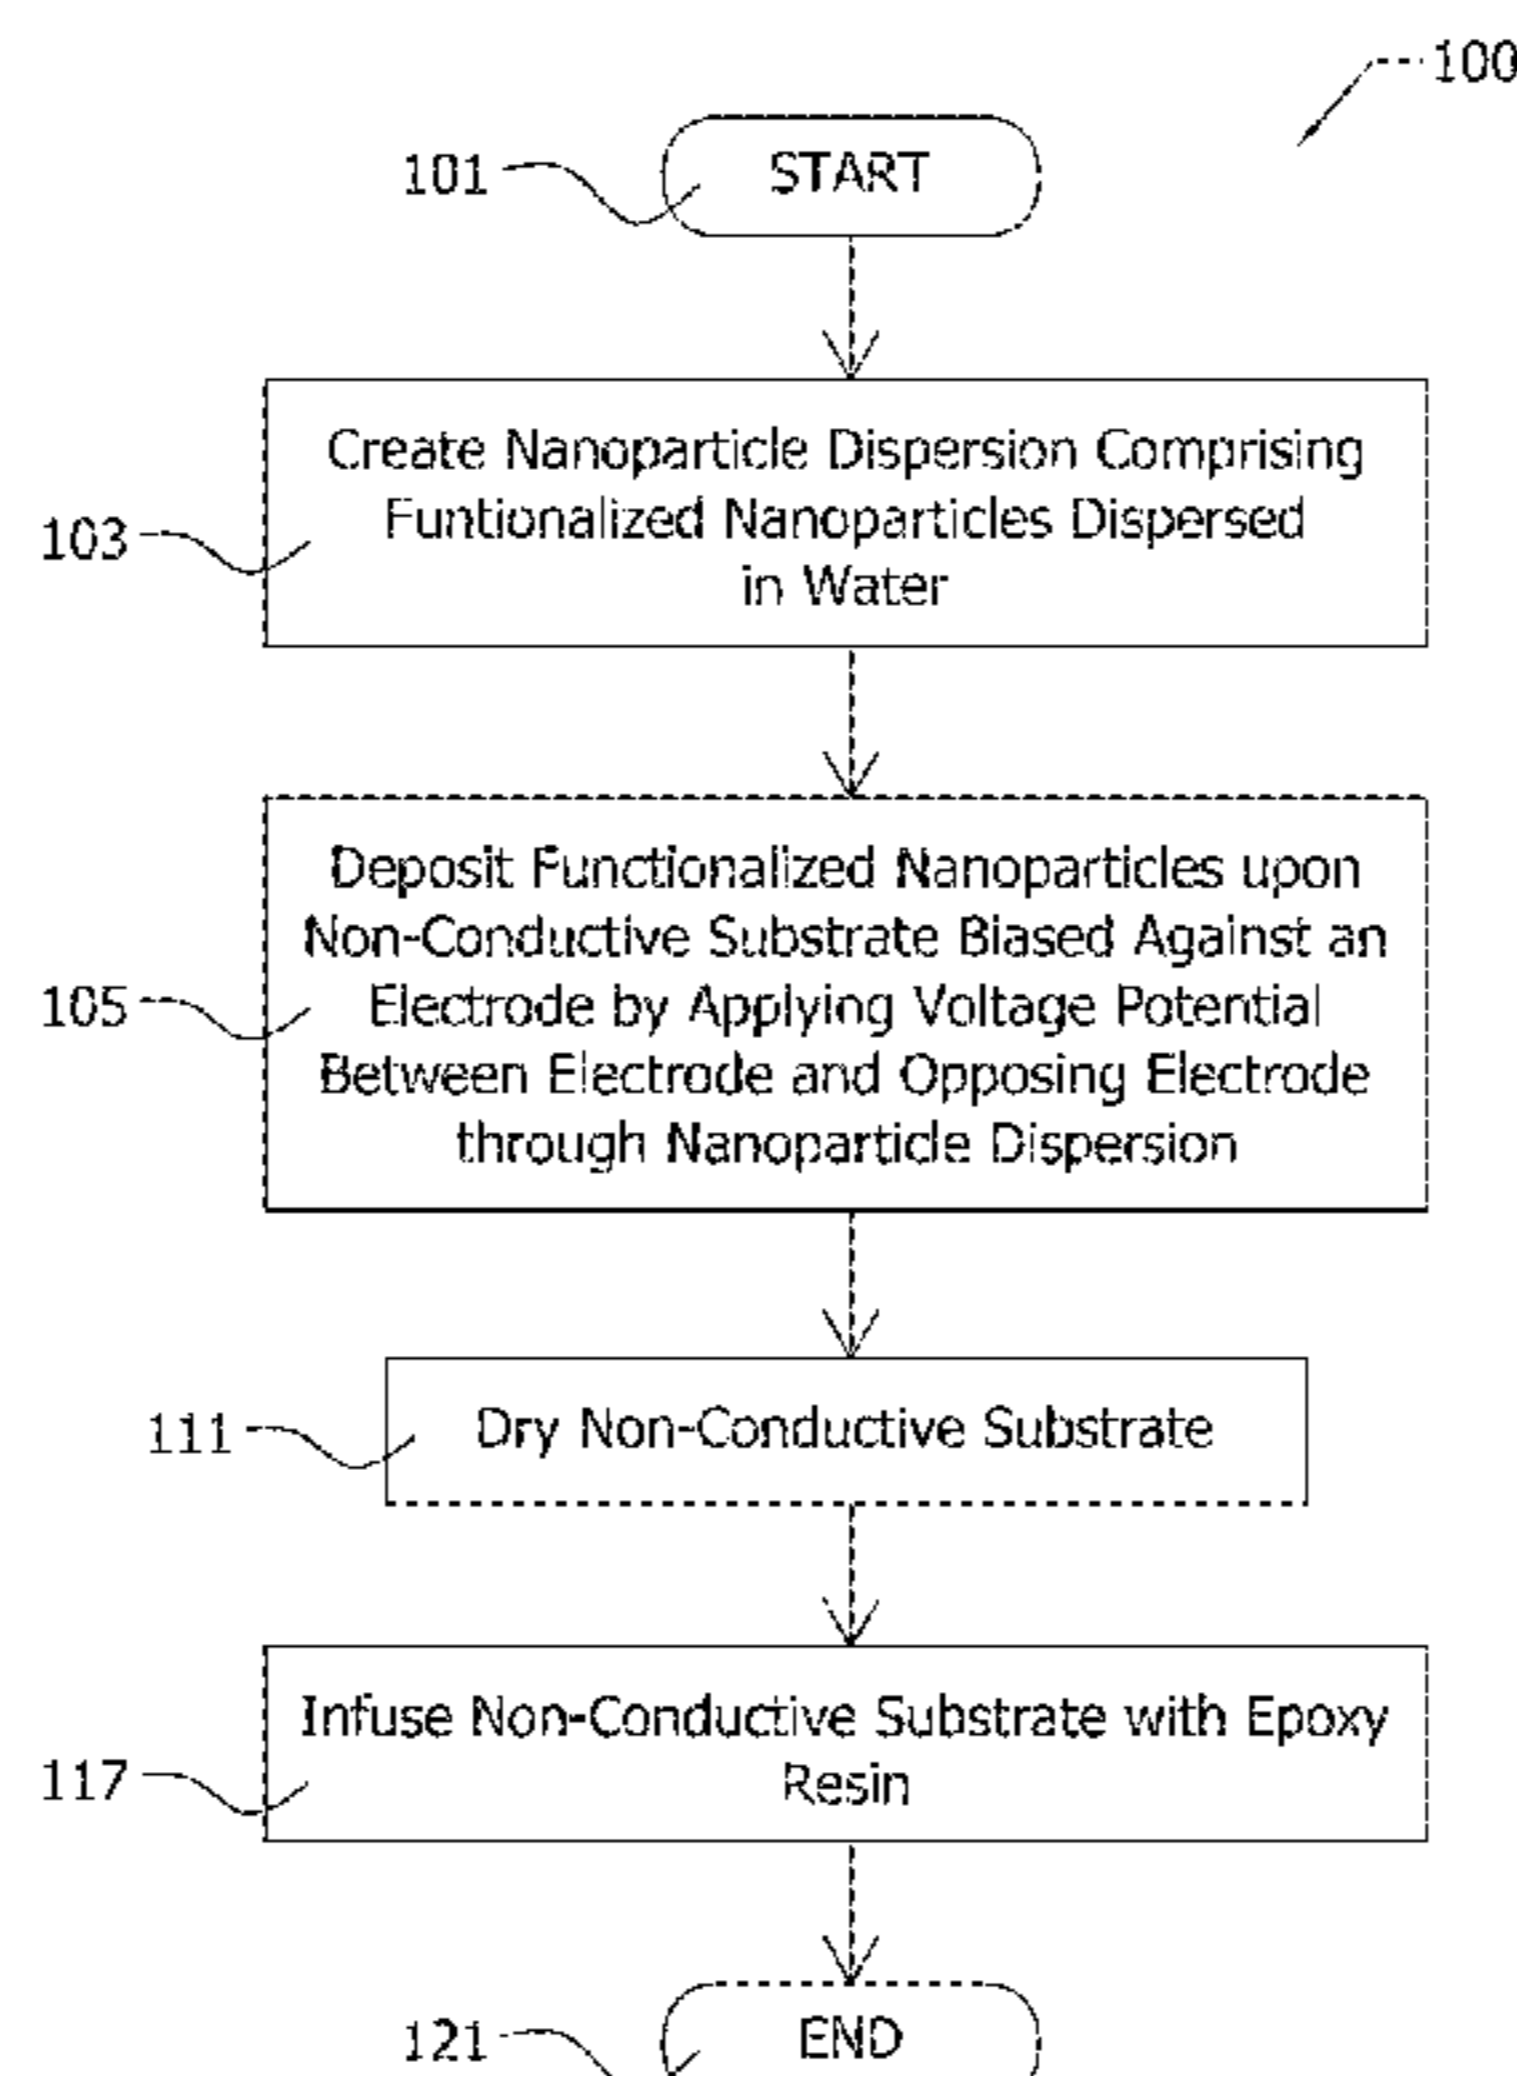 100
101
START
Create Nanoparticle Dispersion Comprising
Funtionalized Nanoparticles Dispersed
in Water
103
Deposit Functionalized Nanoparticles upon
Non-Conductive Substrate Biased Against an
Electrode by Applying Voltage Potential
Between Electrode and Opposing Electrode
through Nanoparticle Dispersion
105
Dry Non-Conductive Substrate
111
Infuse Non-Conductive Substrate with Epoxy
Resin
117
END
121